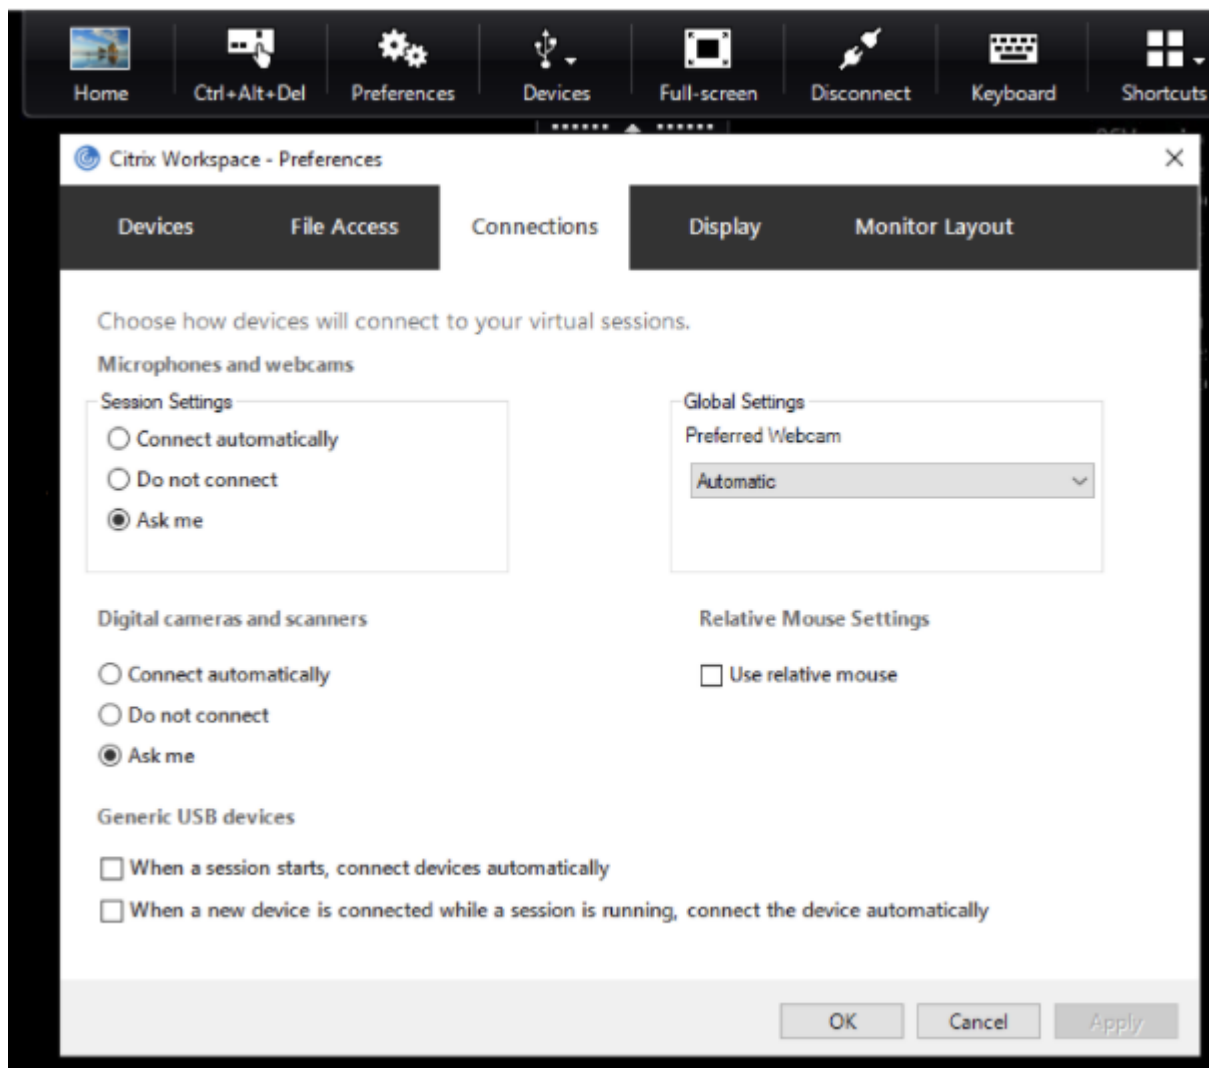 Home Ctrl+Alt+Del Preferences Devices Full-screen Disconnect Keyboard Shortcuts
Citrix Workspace - Preferences
Devices File Access Connections Display Monitor Layout
Choose how devices will connect to your virtual sessions.
Microphones and webcams
Session Settings
Connect automatically
Do not connect
Ask me
Global Settings
Preferred Webcam
Automatic
Digital cameras and scanners
Connect automatically
Do not connect
Ask me
Relative Mouse Settings
Use relative mouse
Generic USB devices
When a session starts, connect devices automatically
When a new device is connected while a session is running, connect the device automatically
OK Cancel Apply